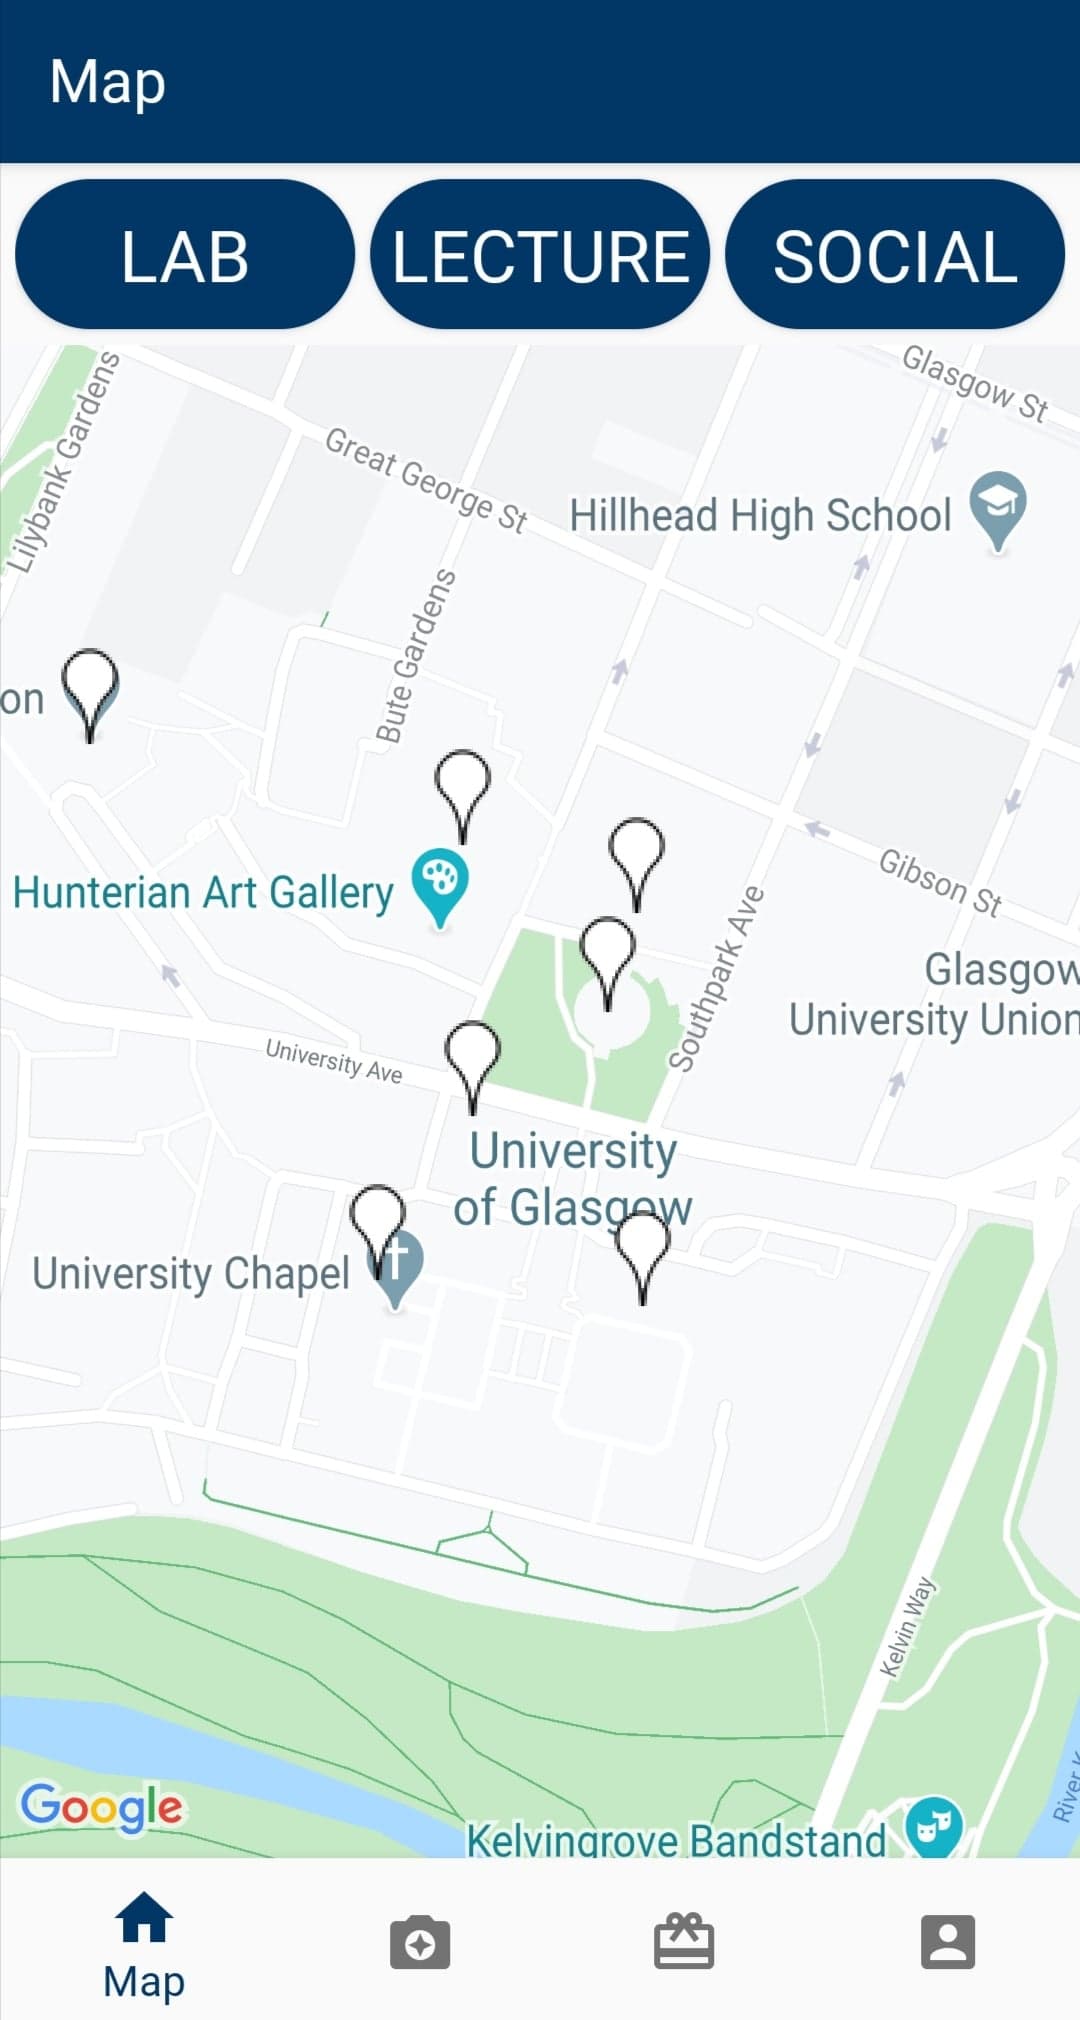 Map
LAB
LECTURE
SOCIAL
Glasgow St
Lilybank Gardens
Great George St
Hillhead High School
Bute Gardens
on
Hunterian Art Gallery
Gibson St
Southpark Ave
Glasgow
University Union
University Ave
University
of Glasgow
University Chapel
Kelvin Way
River
Google
Kelvingrove Bandstand
Map